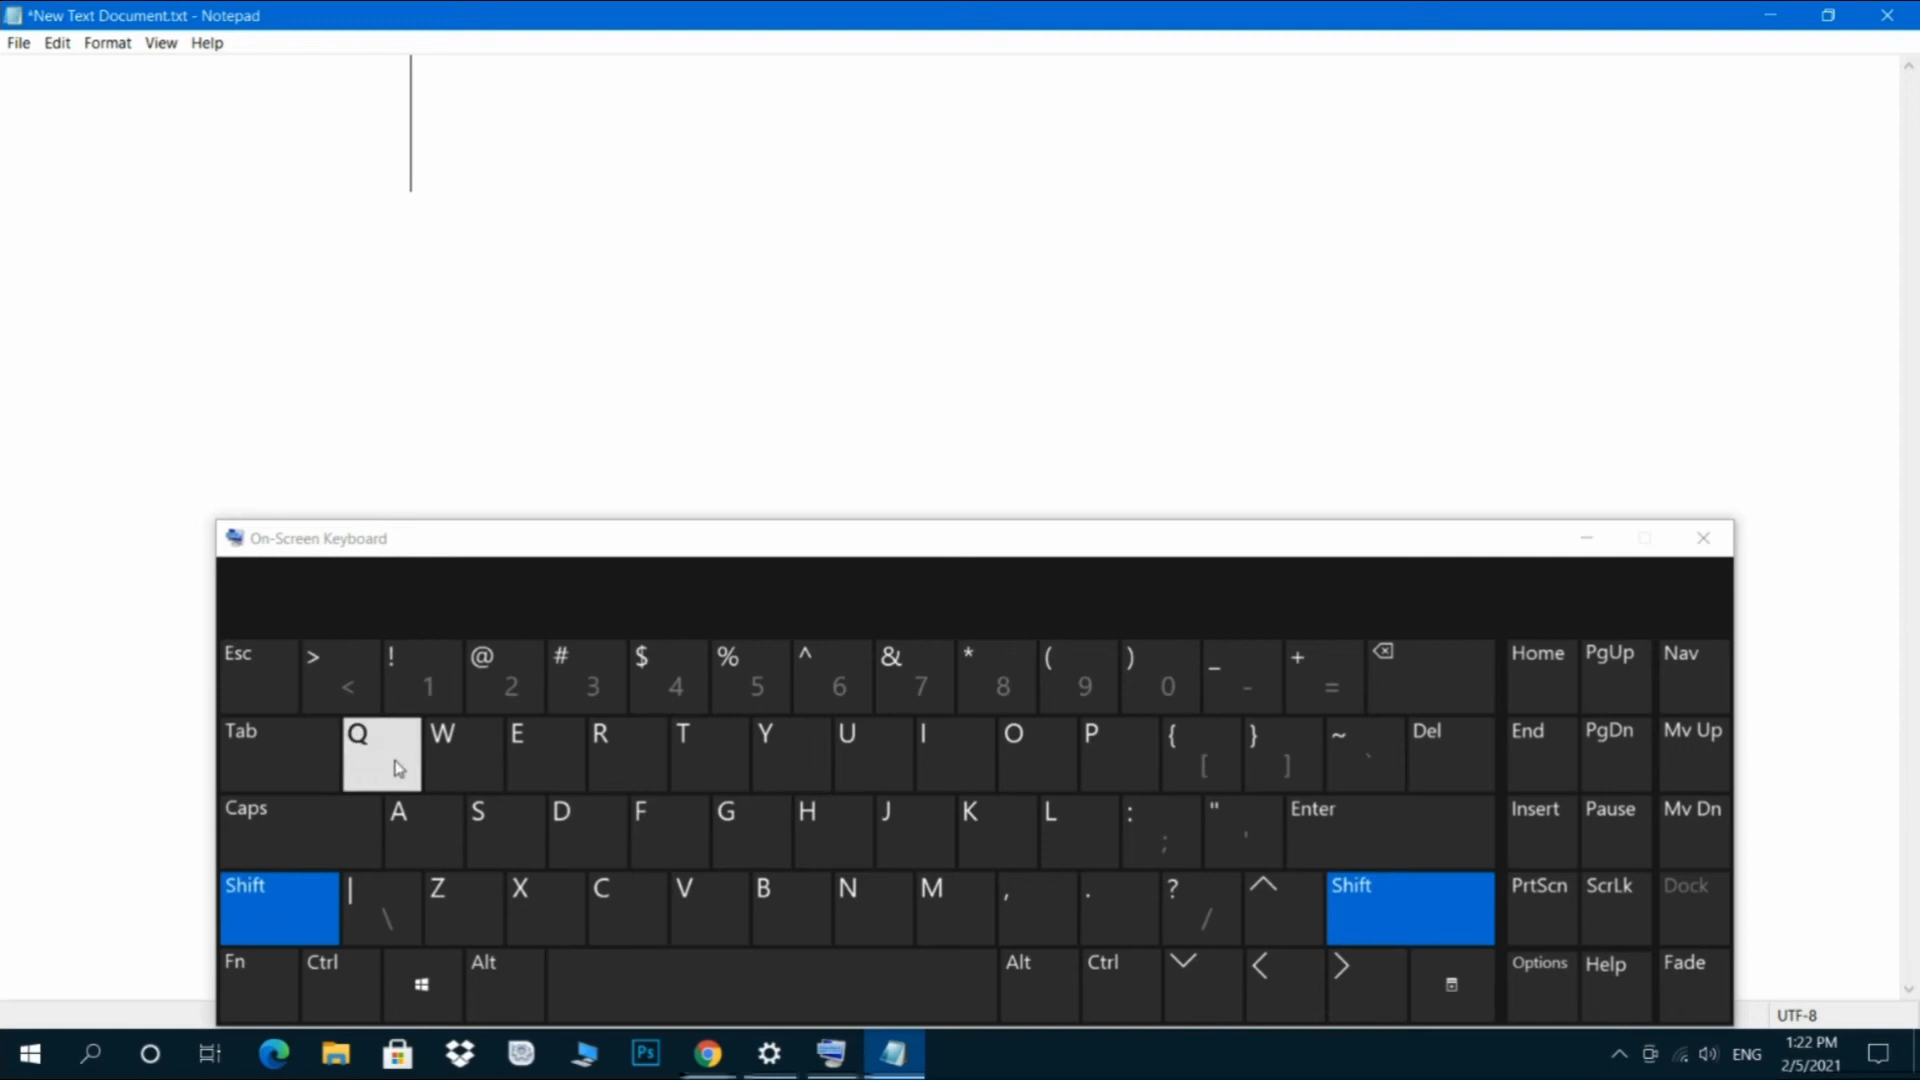 *New Text Document.txt - Notepad
File Edit Format View Help
On-Screen Keyboard
Esc > < ! 1 @ 2 # 3 $ 4 % 5 ^ 6 & 7 * 8 ( 9 ) 0 _ - + = Home PgUp Nav
Tab Q W E R T Y U I O P { [ } ] ~ ` Del End PgDn Mv Up
Caps A S D F G H J K L : ; " ' Enter Insert Pause Mv Dn
Shift | \ Z X C V B N M , . ? / Shift PrtScn ScrLk Dock
Fn Ctrl Alt Alt Ctrl Options Help Fade
UTF-8
Ps ENG 1:22 PM
2/5/2021